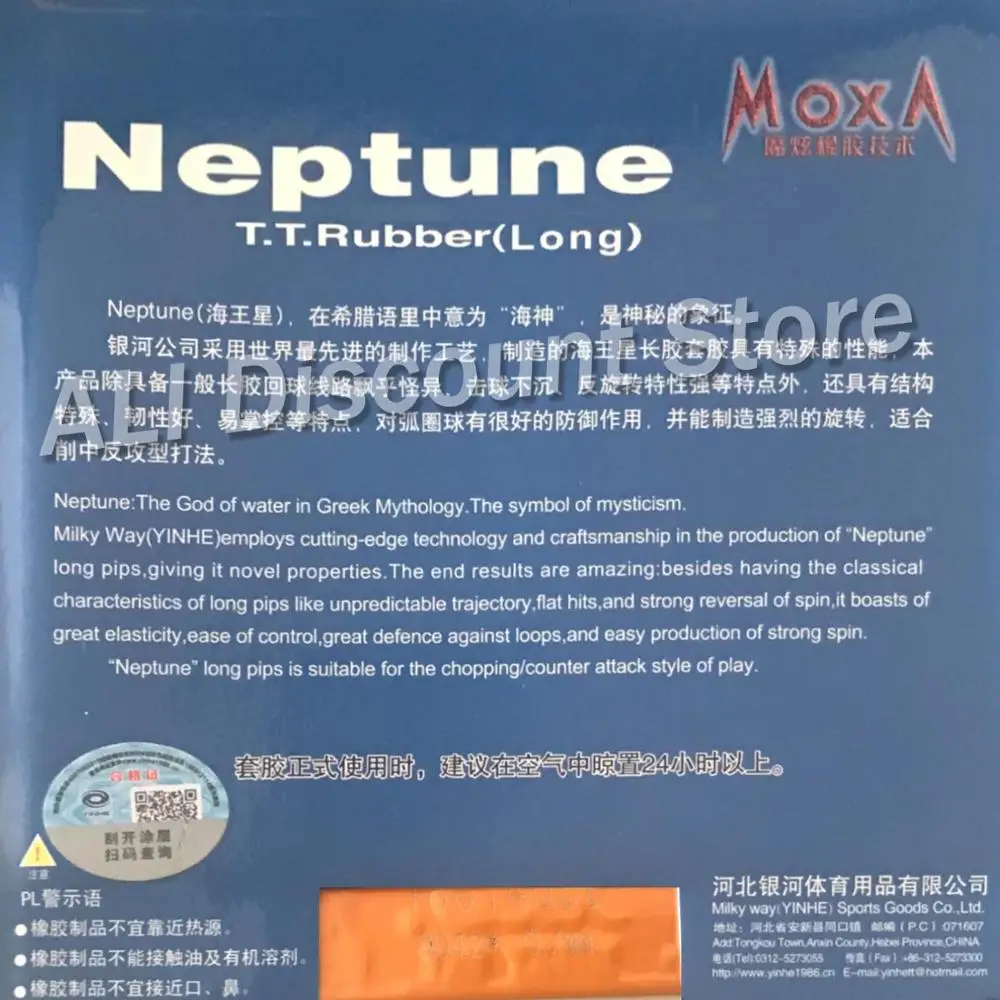 MOXA
魔炫橡胶技术
Neptune
T.T.Rubber(Long)
Neptune(海王星)，在希腊语里中意为“海神”，是神秘的象征。
银河公司采用世界最先进的制作工艺，制造的海王星长胶套胶具有特殊的性能，本
产品除具备一般长胶回球线路飘乎怪异、击球不沉、反旋转特性强等特点外，还具有结构
特殊、韧性好、易掌控等特点，对弧圈球有很好的防御作用，并能制造强烈的旋转，适合
削中反攻型打法。
ALI Discount Store
Neptune:The God of water in Greek Mythology.The symbol of mysticism.
Milky Way(YINHE)employs cutting-edge technology and craftsmanship in the production of “Neptune”
long pips,giving it novel properties.The end results are amazing:besides having the classical
characteristics of long pips like unpredictable trajectory,flat hits,and strong reversal of spin,it boasts of
great elasticity,ease of control,great defence against loops,and easy production of strong spin.
“Neptune” long pips is suitable for the chopping/counter attack style of play.
套胶正式使用时，建议在空气中晾置24小时以上。
合格证
YINHE
刮开涂层
扫码查询
注意
PL警示语
●橡胶制品不宜靠近热源。
●橡胶制品不能接触油及有机溶剂。
●橡胶制品不宜接近口、鼻。
河北银河体育用品有限公司
Milky way(YINHE) Sports Goods Co.,Ltd.
地址：河北省安新县同口镇 邮编（P.C）071607
Add:Tongkou Town,Anxin County,Hebei Province,CHINA
电话(Tel):0312-5273055 传真（Fax）:+86-312-5273300
http://www.yinhe1986.cn E-mail:yinhett@hotmail.com